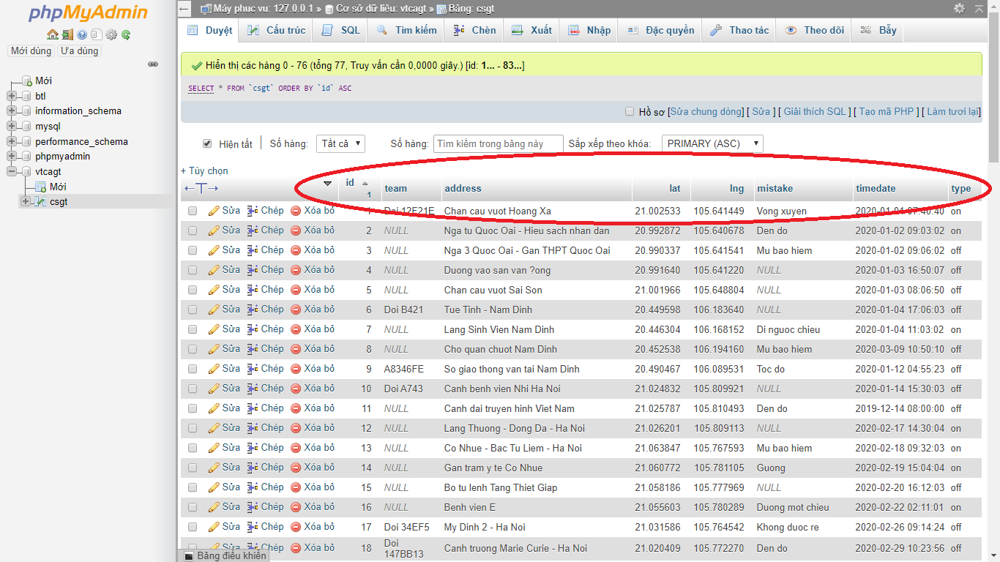 phpMyAdmin
Mới dùng Ưa dùng
Mới
btl
information_schema
mysql
performance_schema
phpmyadmin
vtcagt
Mới
csgt
Máy phục vụ: 127.0.0.1 » Cơ sở dữ liệu: vtcagt » Bảng: csgt
Duyệt Cấu trúc SQL Tìm kiếm Chèn Xuất Nhập Đặc quyền Thao tác Theo dõi Bẫy
Hiển thị các hàng 0 - 76 (tổng 77, Truy vấn cần 0,0000 giây.) [id: 1... - 83...]
SELECT * FROM `csgt` ORDER BY `id` ASC
Hồ sơ [Sửa chung dòng] [ Sửa ] [ Giải thích SQL ] [ Tạo mã PHP ] [ Làm tươi lại]
Hiện tất Số hàng: Tất cả Số hàng: Tìm kiếm trong bảng này Sắp xếp theo khóa: PRIMARY (ASC)
+ Tùy chọn
←T→ id 1 team address lat lng mistake timedate type
Sửa Chép Xóa bỏ 1 Doi 12E21E Chan cau vuot Hoang Xa 21.002533 105.641449 Vong xuyen 2020-01-01 07:40:40 on
Sửa Chép Xóa bỏ 2 NULL Nga tu Quoc Oai - Hieu sach nhan dan 20.992872 105.640678 Den do 2020-01-02 09:03:02 on
Sửa Chép Xóa bỏ 3 NULL Nga 3 Quoc Oai - Gan THPT Quoc Oai 20.990337 105.641541 Mu bao hiem 2020-01-02 09:06:02 off
Sửa Chép Xóa bỏ 4 NULL Duong vao san van ?ong 20.991640 105.641220 NULL 2020-01-03 16:50:07 off
Sửa Chép Xóa bỏ 5 NULL Chan cau vuot Sai Son 21.001966 105.648804 NULL 2020-01-03 08:06:50 off
Sửa Chép Xóa bỏ 6 Doi B421 Tue Tinh - Nam Dinh 20.449598 106.183640 NULL 2020-01-04 17:06:03 off
Sửa Chép Xóa bỏ 7 NULL Lang Sinh Vien Nam Dinh 20.446304 106.168152 Di nguoc chieu 2020-01-04 11:03:02 on
Sửa Chép Xóa bỏ 8 NULL Cho quan chuot Nam Dinh 20.452538 106.194160 Mu bao hiem 2020-03-09 10:50:10 off
Sửa Chép Xóa bỏ 9 A8346FE So giao thong van tai Nam Dinh 20.490467 106.089531 Toc do 2020-01-12 04:55:23 off
Sửa Chép Xóa bỏ 10 Doi A743 Canh benh vien Nhi Ha Noi 21.024832 105.809921 NULL 2020-01-14 15:30:03 off
Sửa Chép Xóa bỏ 11 NULL Canh dai truyen hinh Viet Nam 21.025787 105.810493 Den do 2019-12-14 08:00:00 off
Sửa Chép Xóa bỏ 12 NULL Lang Thuong - Dong Da - Ha Noi 21.026201 105.809113 NULL 2020-02-17 14:30:04 on
Sửa Chép Xóa bỏ 13 NULL Co Nhue - Bac Tu Liem - Ha Noi 21.063847 105.767593 Mu bao hiem 2020-02-18 09:32:03 on
Sửa Chép Xóa bỏ 14 NULL Gan tram y te Co Nhue 21.060772 105.781105 Guong 2020-02-19 15:04:04 on
Sửa Chép Xóa bỏ 15 NULL Bo tu lenh Tang Thiet Giap 21.058186 105.777969 NULL 2020-02-20 16:12:03 off
Sửa Chép Xóa bỏ 16 NULL Benh vien E 21.055603 105.780289 Duong mot chieu 2020-02-22 02:11:01 on
Sửa Chép Xóa bỏ 17 Doi 34EF5 My Dinh 2 - Ha Noi 21.031586 105.764542 Khong duoc re 2020-02-26 09:14:24 off
Sửa Chép Xóa bỏ 18 Doi 147BB13 Canh truong Marie Curie - Ha Noi 21.020409 105.772270 Den do 2020-02-29 10:23:56 off
Bảng điều khiển